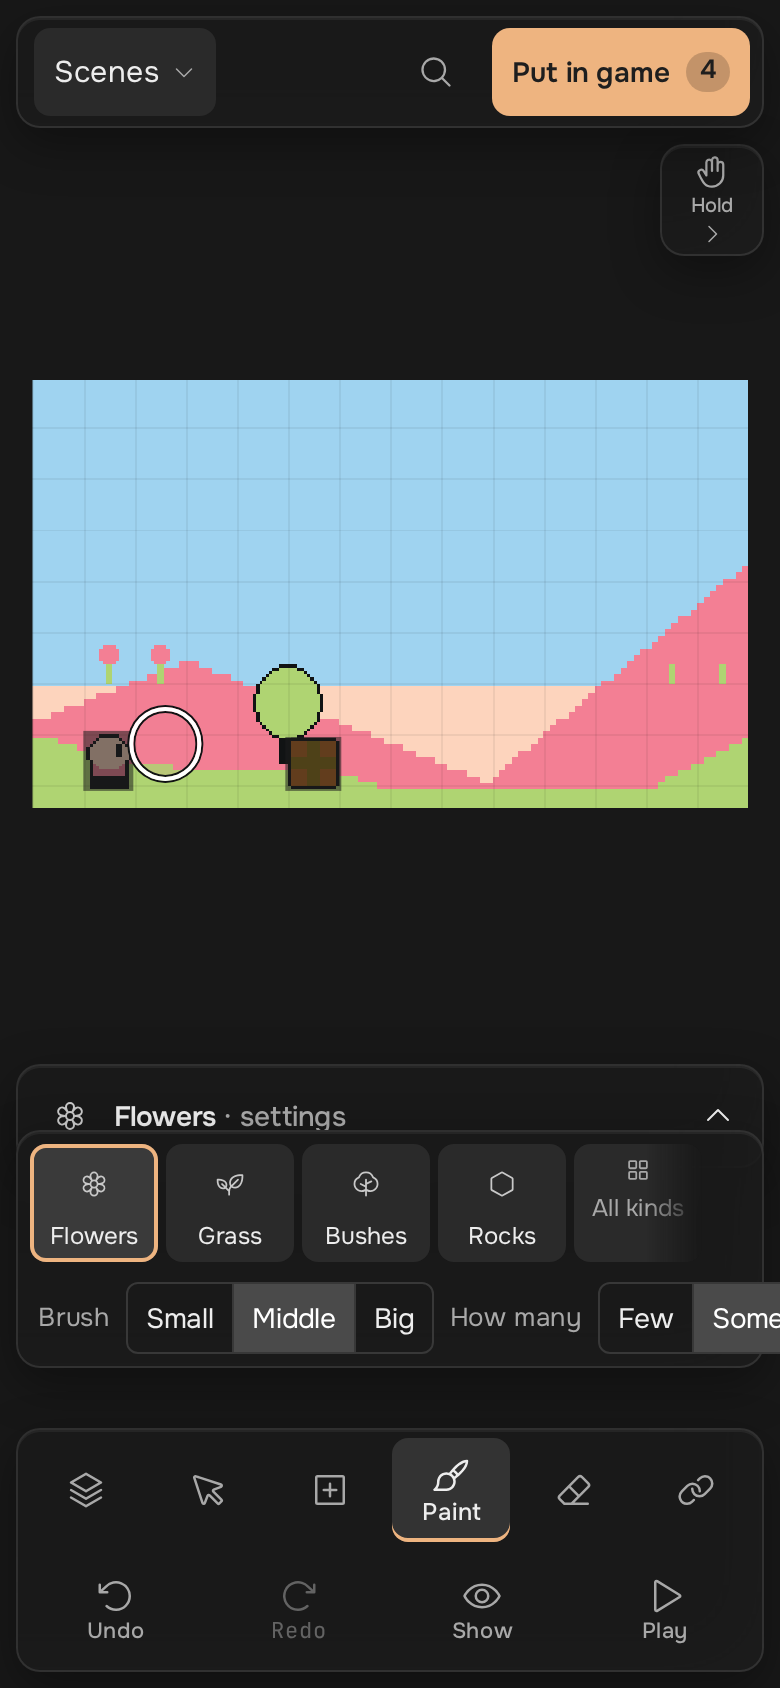 Scenes
Put in game 4
Hold
Flowers · settings
Flowers
Grass
Bushes
Rocks
All kinds
Brush
Small
Middle
Big
How many
Few
Some
Paint
Undo
Redo
Show
Play